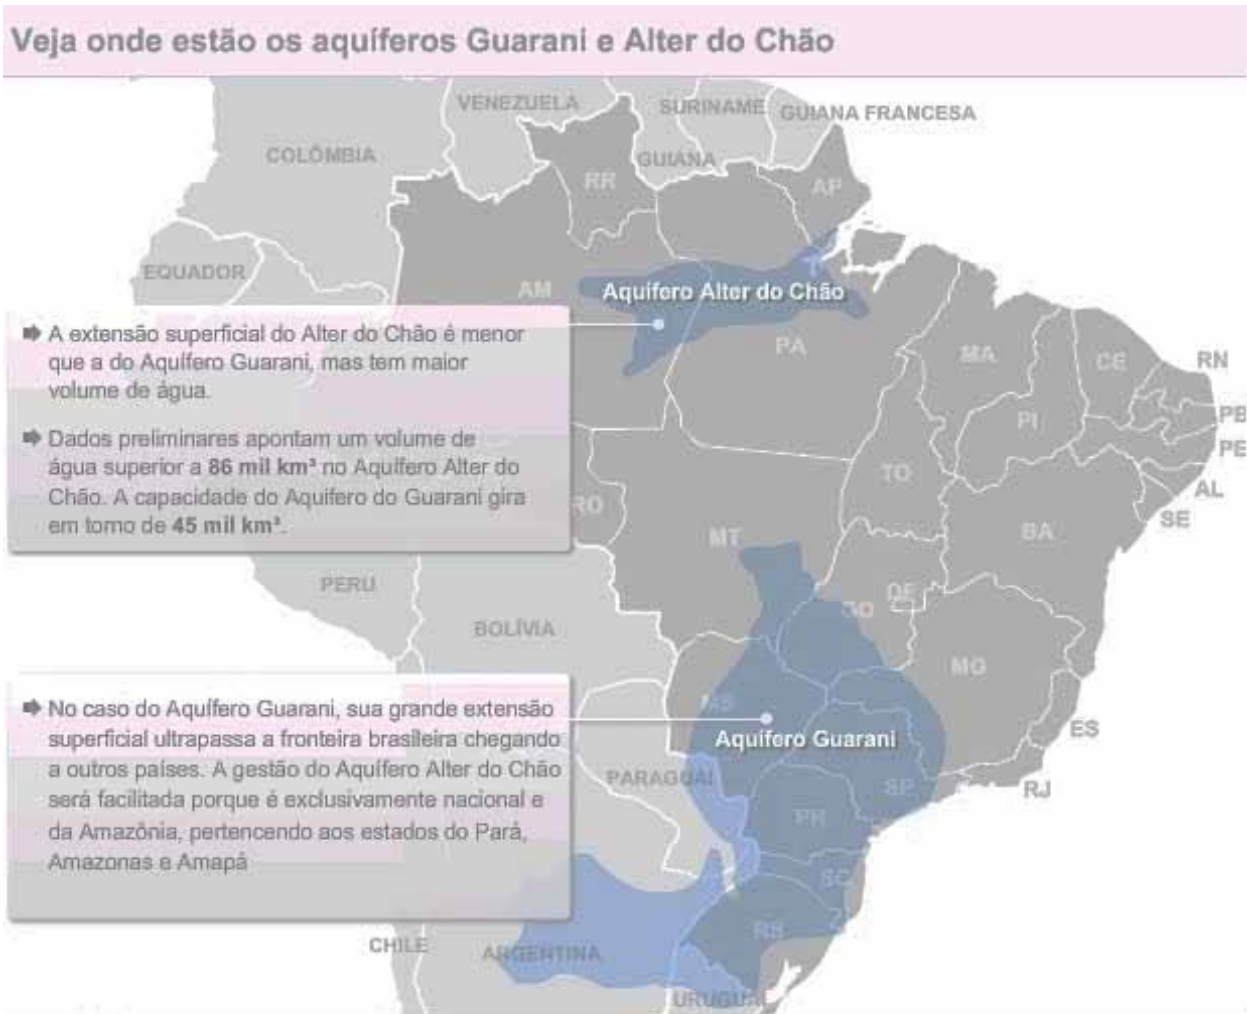 Veja onde estão os aquíferos Guarani e Alter do Chão
VENEZUELA
SURINAME
GUIANA FRANCESA
COLÔMBIA
GUIANA
RR
AP
EQUADOR
AM
Aquífero Alter do Chão
➡ A extensão superficial do Alter do Chão é menor
que a do Aquífero Guarani, mas tem maior
volume de água.
➡ Dados preliminares apontam um volume de
água superior a 86 mil km³ no Aquífero Alter do
Chão. A capacidade do Aquifero do Guarani gira
em torno de 45 mil km³.
PA
MA
CE
RN
PB
PI
PE
TO
AL
SE
RO
MT
BA
PERU
DF
GO
BOLÍVIA
MG
➡ No caso do Aquífero Guarani, sua grande extensão
superficial ultrapassa a fronteira brasileira chegando
a outros países. A gestão do Aquífero Alter do Chão
será facilitada porque é exclusivamente nacional e
da Amazônia, pertencendo aos estados do Pará,
Amazonas e Amapá
MS
ES
Aquífero Guarani
PARAGUAI
SP
RJ
PR
SC
RS
CHILE
ARGENTINA
URUGUAI